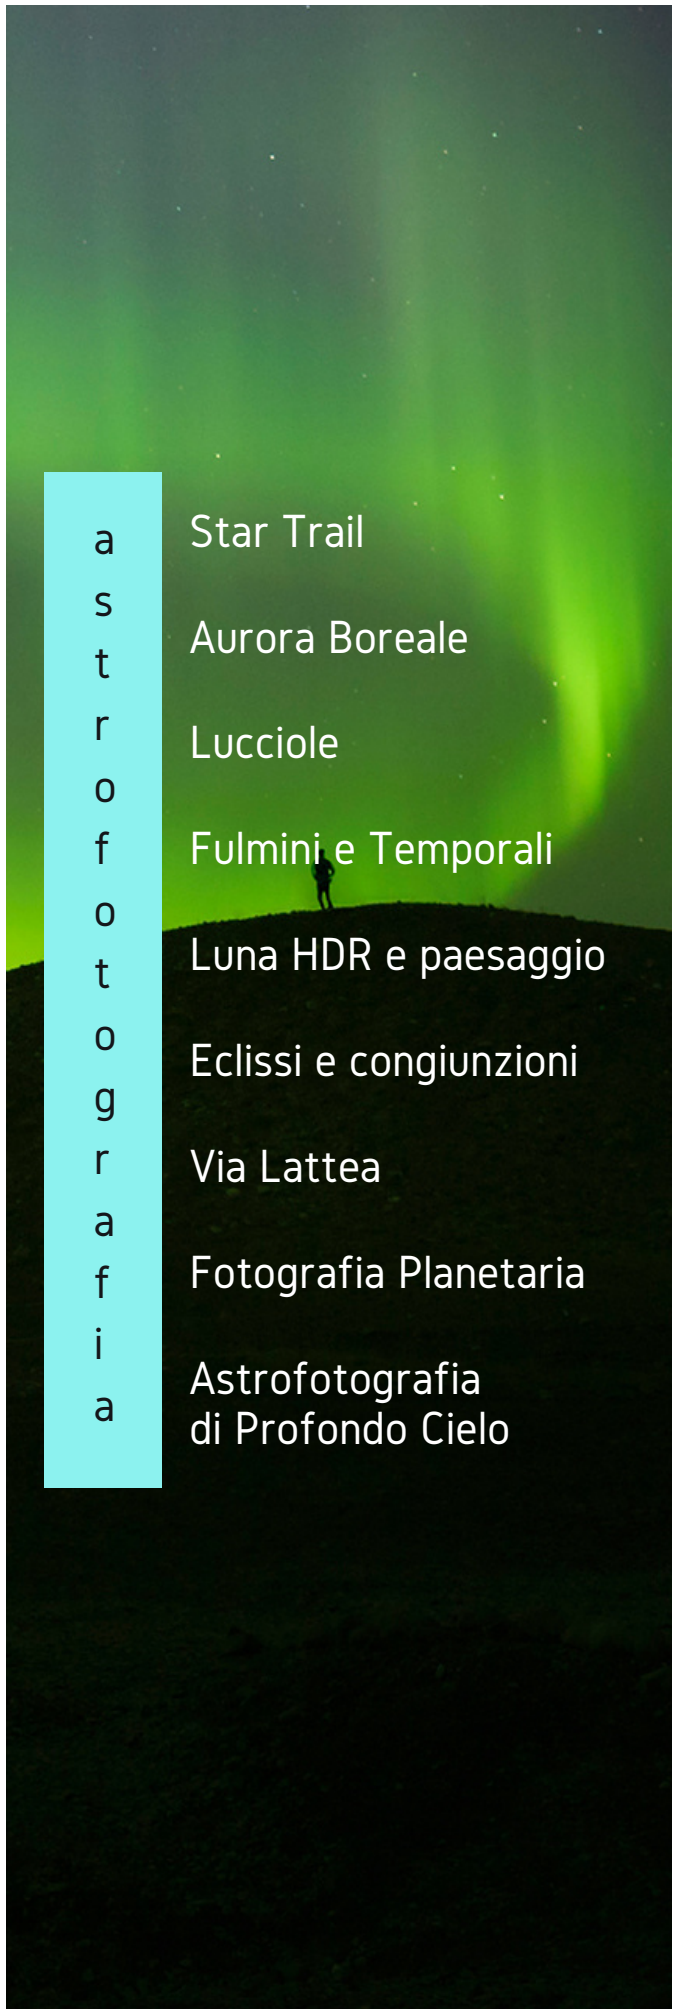 astrofotografia
Star Trail
Aurora Boreale
Lucciole
Fulmini e Temporali
Luna HDR e paesaggio
Eclissi e congiunzioni
Via Lattea
Fotografia Planetaria
Astrofotografia
di Profondo Cielo